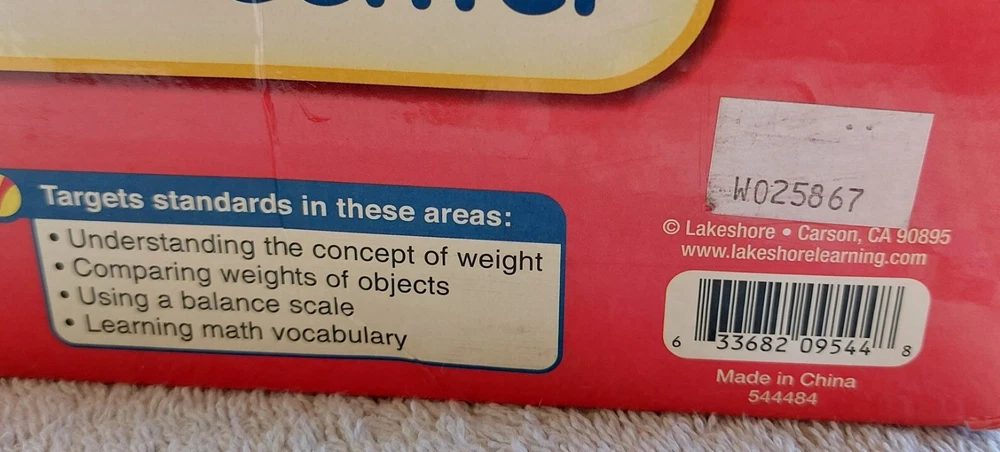 Targets standards in these areas:
• Understanding the concept of weight
• Comparing weights of objects
• Using a balance scale
• Learning math vocabulary
W025867
© Lakeshore • Carson, CA 90895
www.lakeshorelearning.com
6 33682 09544 8
Made in China
544484